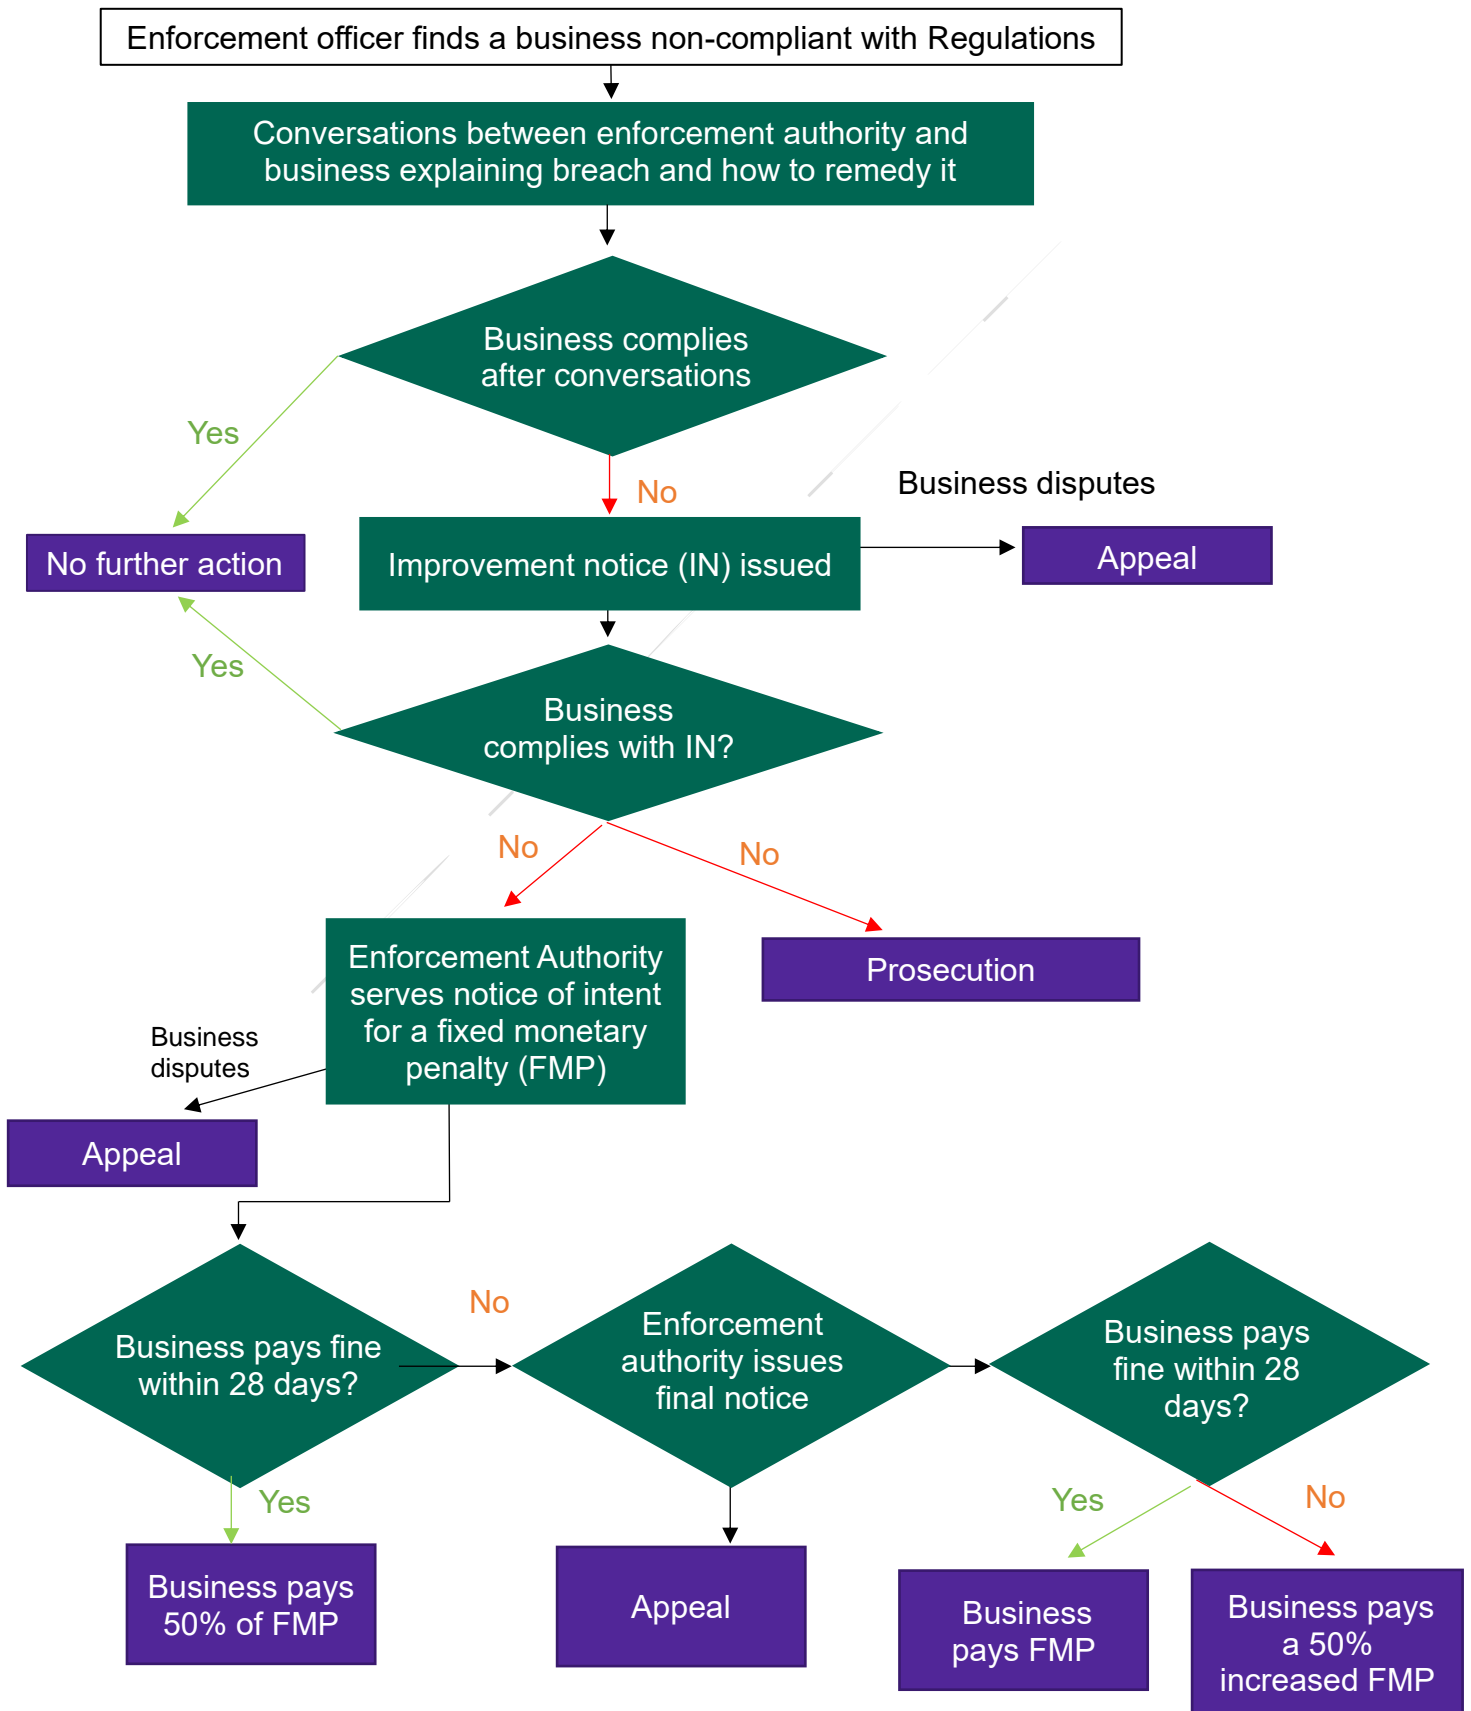 Enforcement officer finds a business non-compliant with Regulations
Conversations between enforcement authority and
business explaining breach and how to remedy it
Business complies
after conversations
Yes
No
Business disputes
No further action
Improvement notice (IN) issued
Appeal
Yes
Business
complies with IN?
No
No
Enforcement Authority
serves notice of intent
for a fixed monetary
penalty (FMP)
Prosecution
Business
disputes
Appeal
Business pays fine
within 28 days?
No
Enforcement
authority issues
final notice
Business pays
fine within 28
days?
Yes
Yes
No
Business pays
50% of FMP
Appeal
Business
pays FMP
Business pays
a 50%
increased FMP